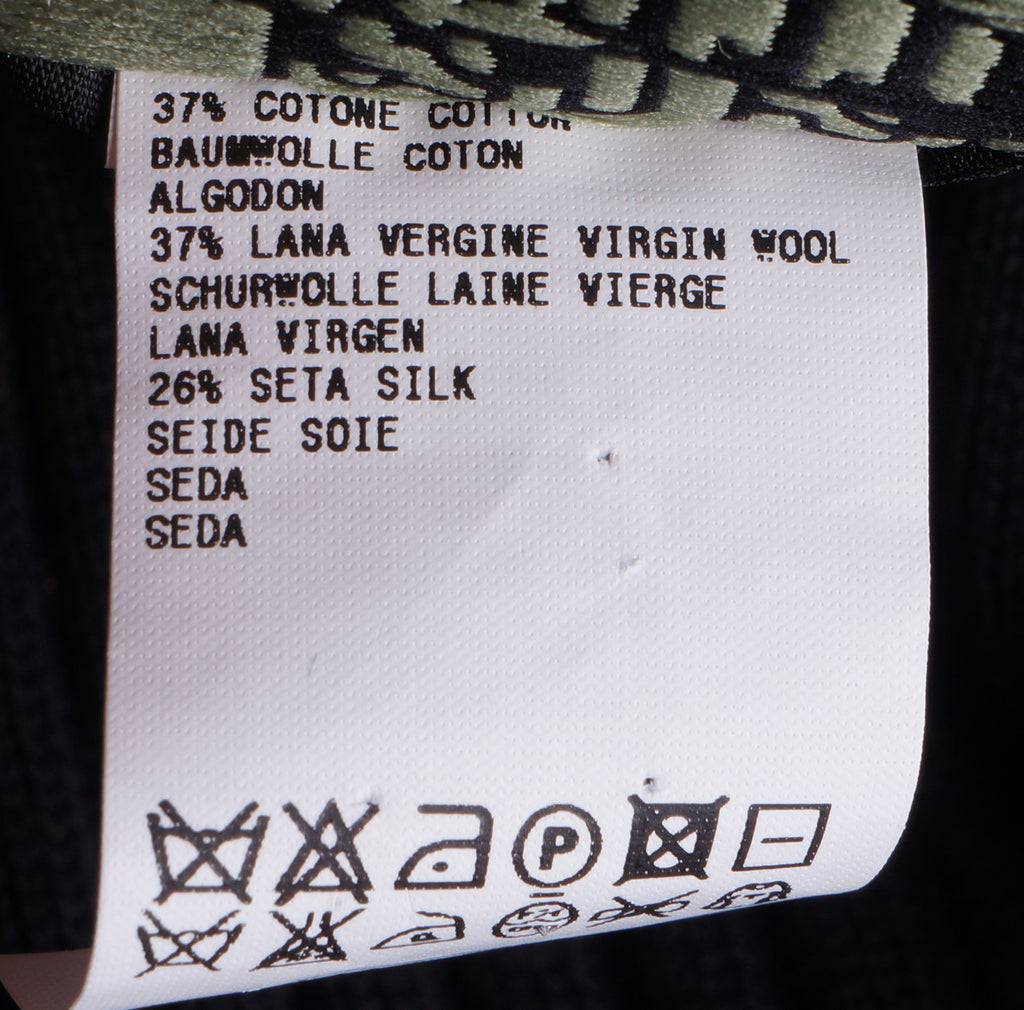 37% COTONE COTTON
BAUMWOLLE COTON
ALGODON
37% LANA VERGINE VIRGIN WOOL
SCHURWOLLE LAINE VIERGE
LANA VIRGEN
26% SETA SILK
SEIDE SOIE
SEDA
SEDA
P